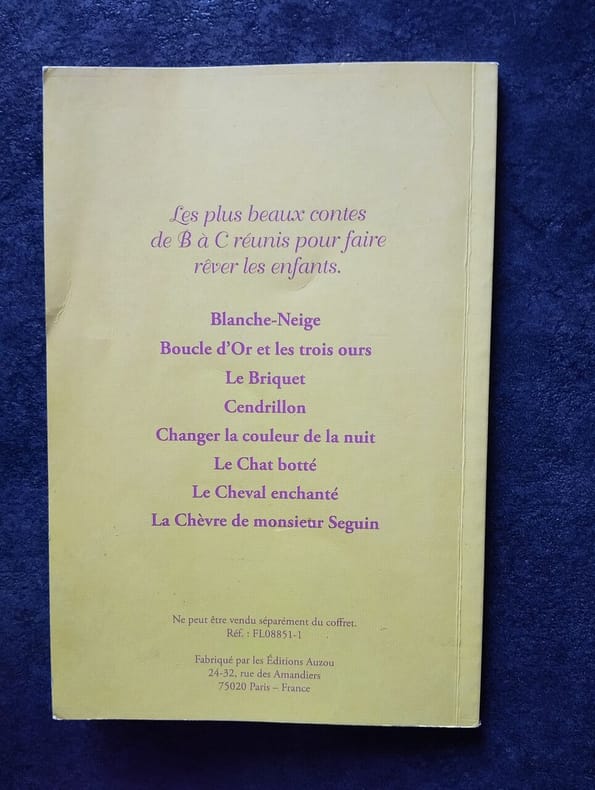 Les plus beaux contes
de B à C réunis pour faire
rêver les enfants.
Blanche-Neige
Boucle d'Or et les trois ours
Le Briquet
Cendrillon
Changer la couleur de la nuit
Le Chat botté
Le Cheval enchanté
La Chèvre de monsieur Seguin
Ne peut être vendu séparément du coffret.
Réf. : FL08851-1
Fabriqué par les Éditions Auzou
24-32, rue des Amandiers
75020 Paris – France